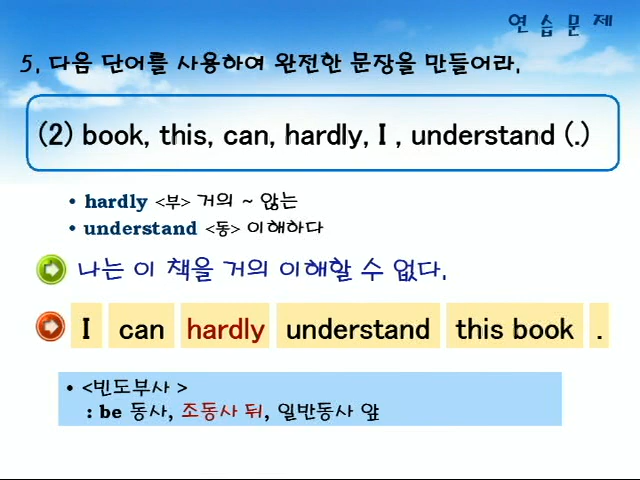 연습문제
5. 다음 단어를 사용하여 완전한 문장을 만들어라.
(2) book, this, can, hardly, I , understand (.)
• hardly <부> 거의 ~ 않는
• understand <동> 이해하다
나는 이 책을 거의 이해할 수 없다.
I can hardly understand this book .
• <빈도부사 >
: be 동사, 조동사 뒤, 일반동사 앞